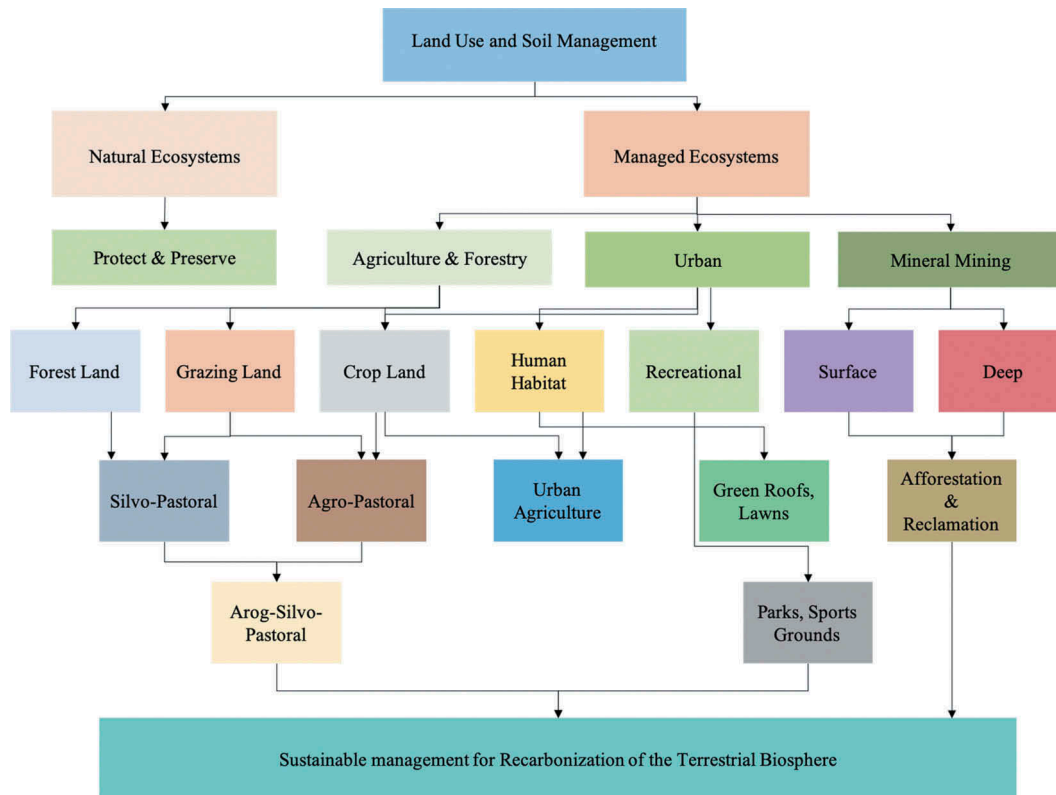 Land Use and Soil Management
Natural Ecosystems
Managed Ecosystems
Protect & Preserve
Agriculture & Forestry
Urban
Mineral Mining
Forest Land
Grazing Land
Crop Land
Human
Habitat
Recreational
Surface
Deep
Silvo-Pastoral
Agro-Pastoral
Urban
Agriculture
Green Roofs,
Lawns
Afforestation
&
Reclamation
Arog-Silvo-
Pastoral
Parks, Sports
Grounds
Sustainable management for Recarbonization of the Terrestrial Biosphere